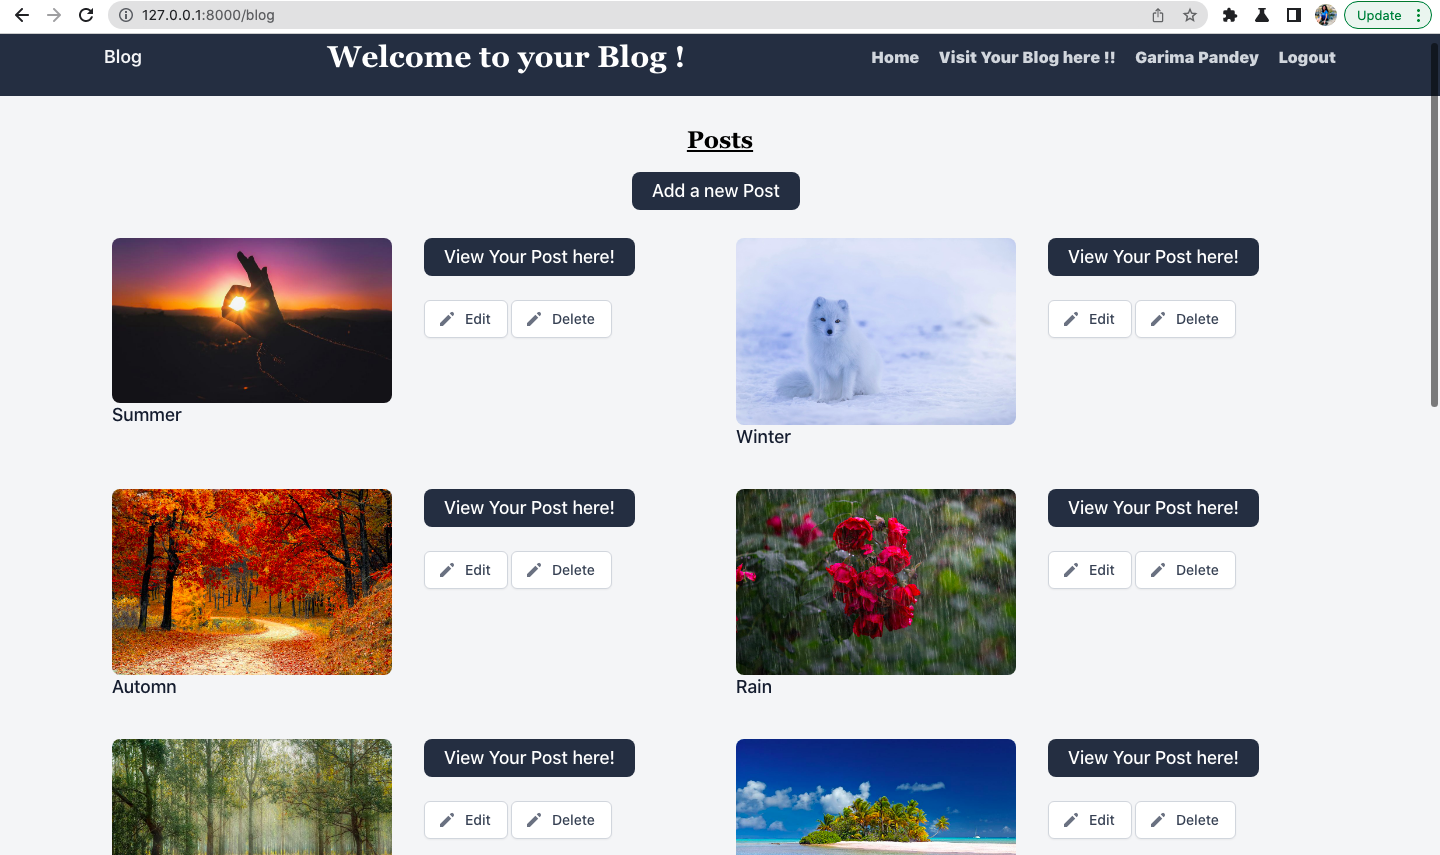 127.0.0.1:8000/blog
Update
Blog
Welcome to your Blog !
Home Visit Your Blog here !! Garima Pandey Logout
Posts
Add a new Post
View Your Post here!
Edit Delete
Summer
View Your Post here!
Edit Delete
Winter
View Your Post here!
Edit Delete
Automn
View Your Post here!
Edit Delete
Rain
View Your Post here!
Edit Delete
View Your Post here!
Edit Delete